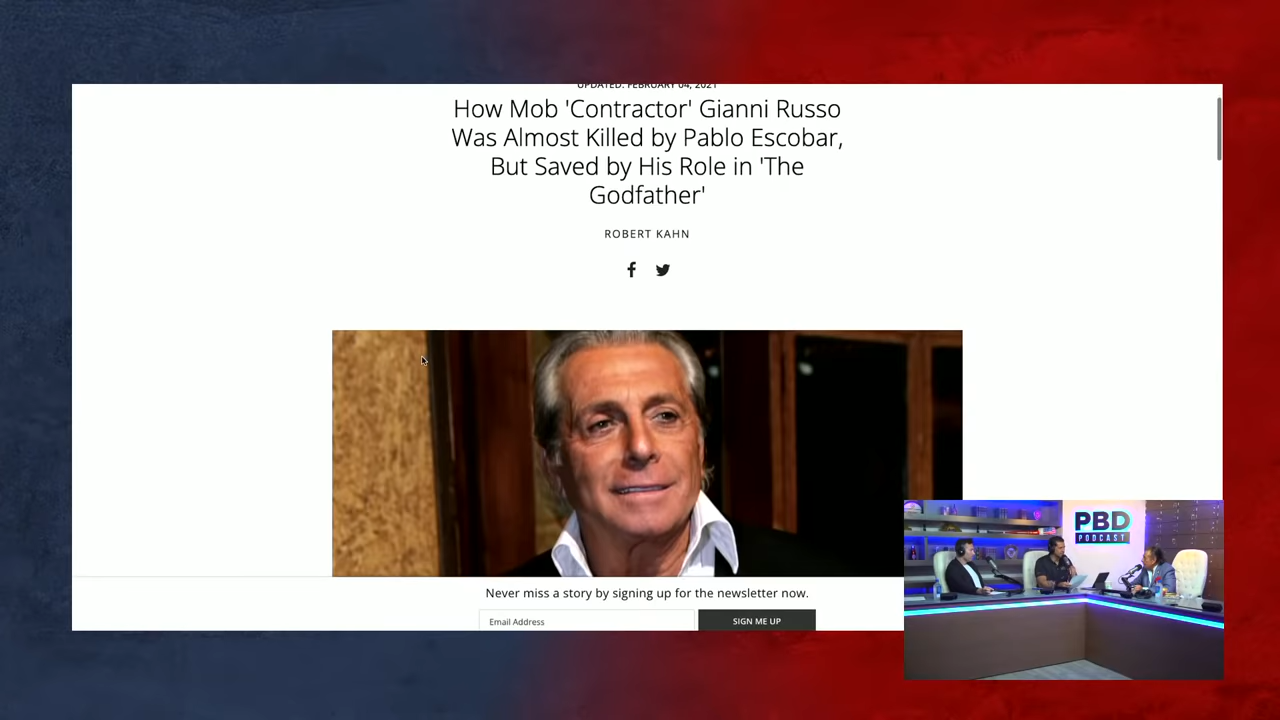 UPDATED: FEBRUARY 04, 2021
How Mob 'Contractor' Gianni Russo
Was Almost Killed by Pablo Escobar,
But Saved by His Role in 'The
Godfather'
ROBERT KAHN
Never miss a story by signing up for the newsletter now.
Email Address
SIGN ME UP
PBD
PODCAST